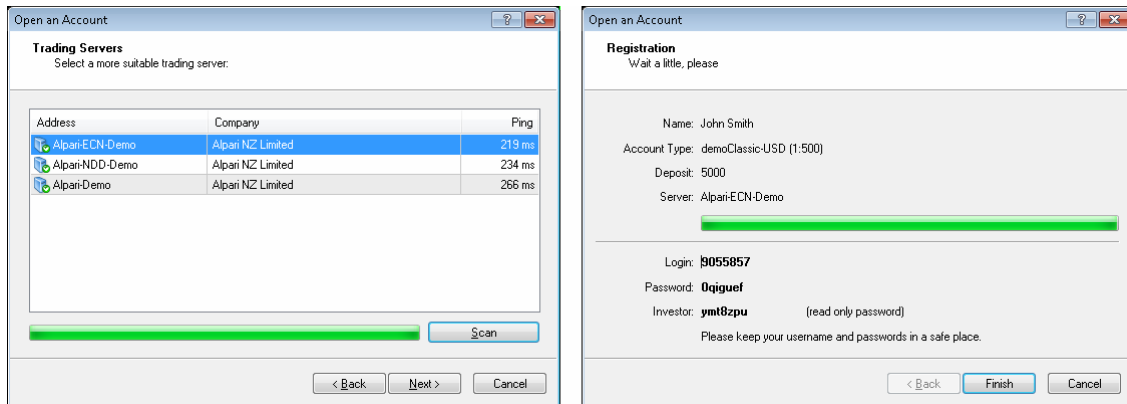 Open an Account
Trading Servers
Select a more suitable trading server:
Address Company Ping
Alpari-ECN-Demo Alpari NZ Limited 219 ms
Alpari-NDD-Demo Alpari NZ Limited 234 ms
Alpari-Demo Alpari NZ Limited 266 ms
Scan
< Back Next > Cancel
Open an Account
Registration
Wait a little, please
Name: John Smith
Account Type: demoClassic-USD (1:500)
Deposit: 5000
Server: Alpari-ECN-Demo
Login: 9055857
Password: 0qiguef
Investor: ymt8zpu (read only password)
Please keep your username and passwords in a safe place.
< Back Finish Cancel